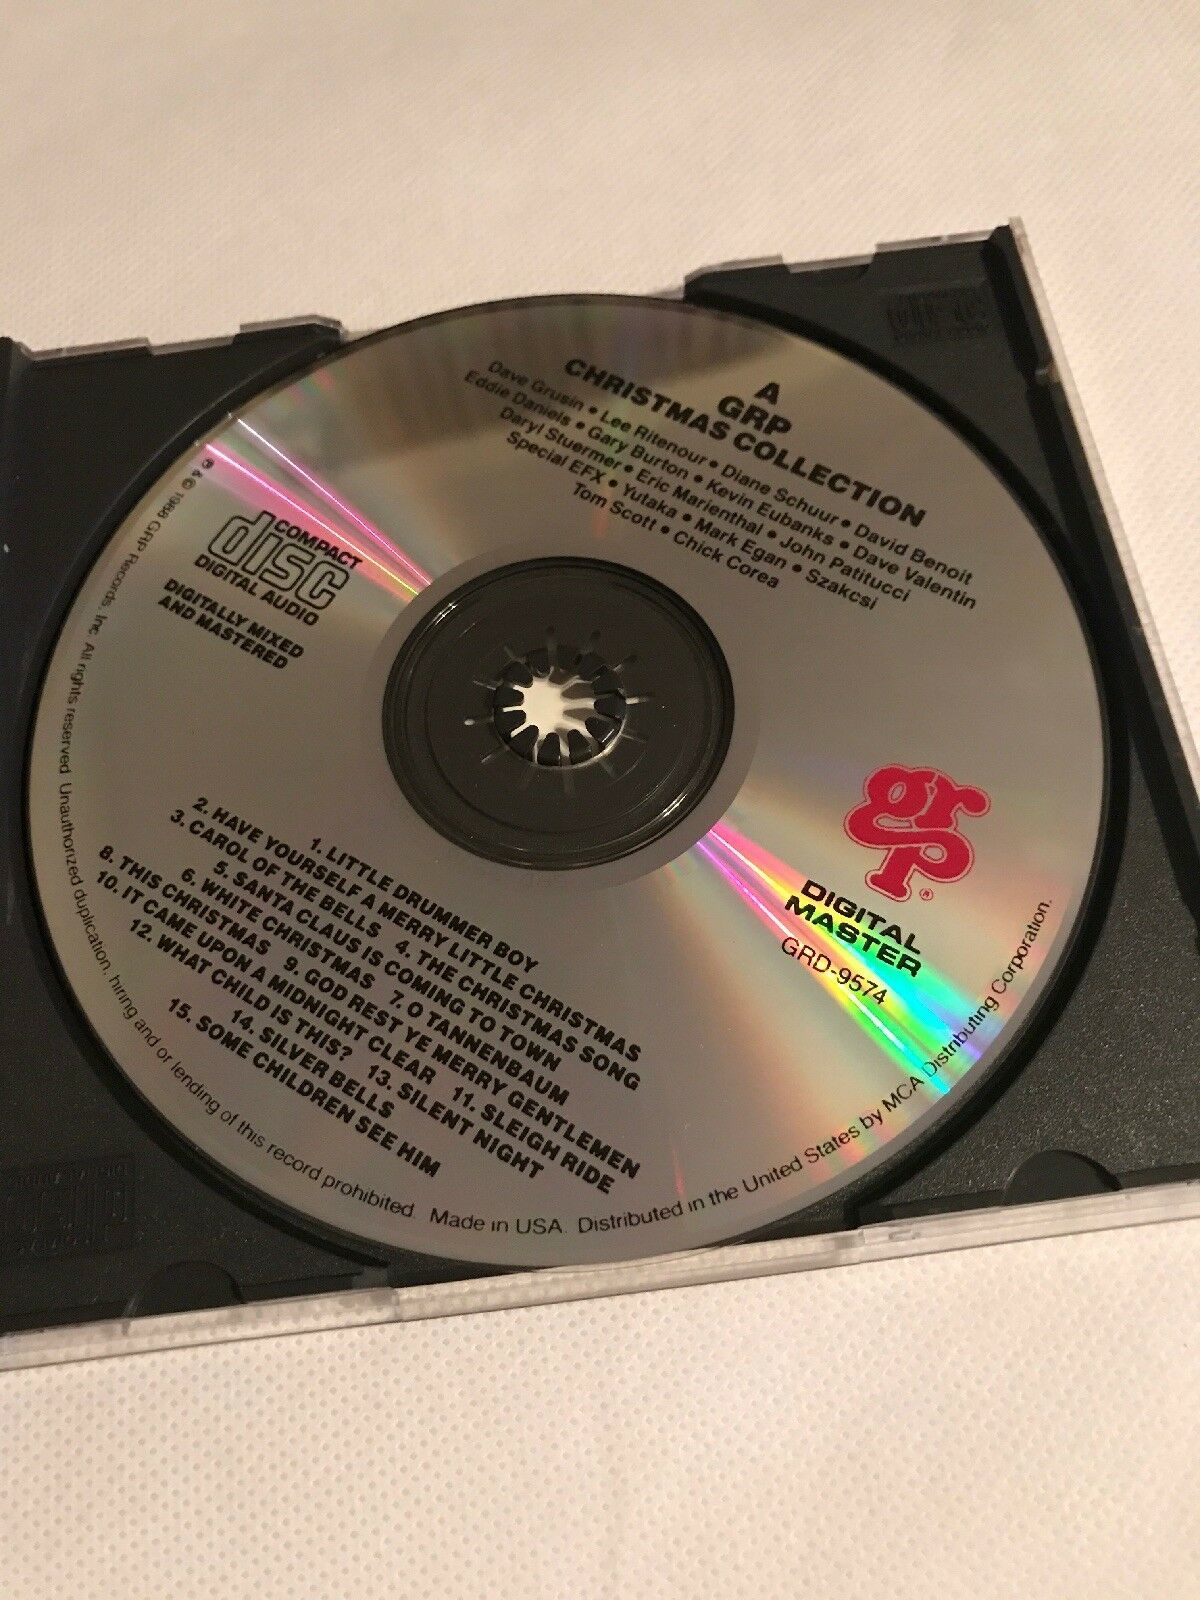 A
GRP
CHRISTMAS COLLECTION
Dave Grusin • Lee Ritenour • Diane Schuur • David Benoit
Eddie Daniels • Gary Burton • Kevin Eubanks • Dave Valentin
Daryl Stuermer • Eric Marienthal • John Patitucci
Special EFX • Yutaka • Mark Egan • Szakcsi
Tom Scott • Chick Corea
COMPACT
disc
DIGITAL AUDIO
DIGITALLY MIXED
AND MASTERED
grp®
DIGITAL
MASTER
GRD-9574
1. LITTLE DRUMMER BOY
2. HAVE YOURSELF A MERRY LITTLE CHRISTMAS
3. CAROL OF THE BELLS 4. THE CHRISTMAS SONG
5. SANTA CLAUS IS COMING TO TOWN
6. WHITE CHRISTMAS 7. O TANNENBAUM
8. THIS CHRISTMAS 9. GOD REST YE MERRY GENTLEMEN
10. IT CAME UPON A MIDNIGHT CLEAR 11. SLEIGH RIDE
12. WHAT CHILD IS THIS? 13. SILENT NIGHT
14. SILVER BELLS
15. SOME CHILDREN SEE HIM
℗ & © 1988 GRP Records, Inc. All rights reserved. Unauthorized duplication, hiring and/or lending of this record prohibited. Made in USA. Distributed in the United States by MCA Distributing Corporation.